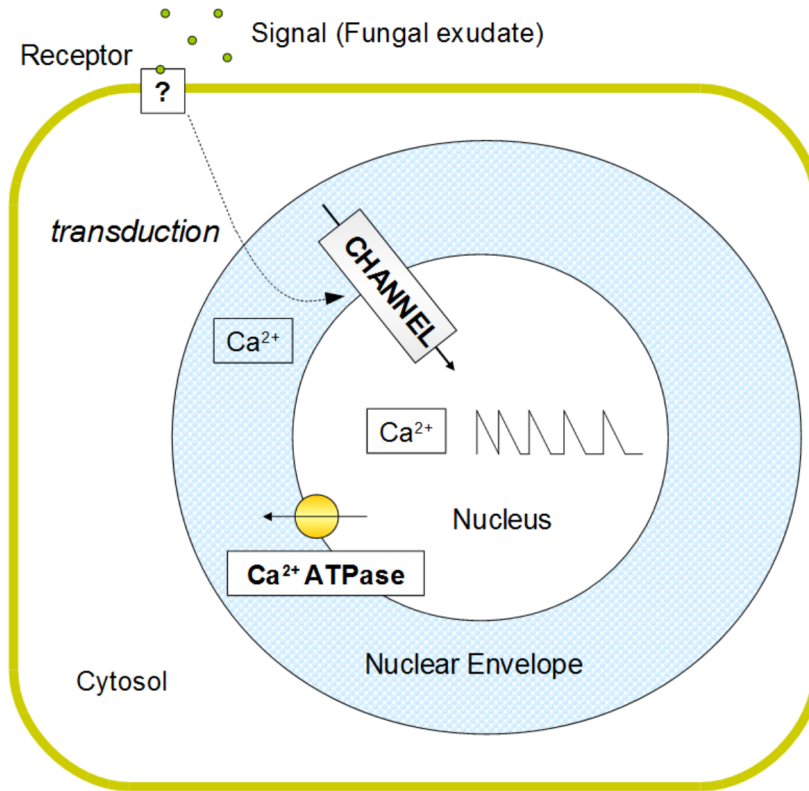 Signal (Fungal exudate)
Receptor
?
transduction
CHANNEL
Ca²⁺
Ca²⁺
Nucleus
Ca²⁺ ATPase
Nuclear Envelope
Cytosol